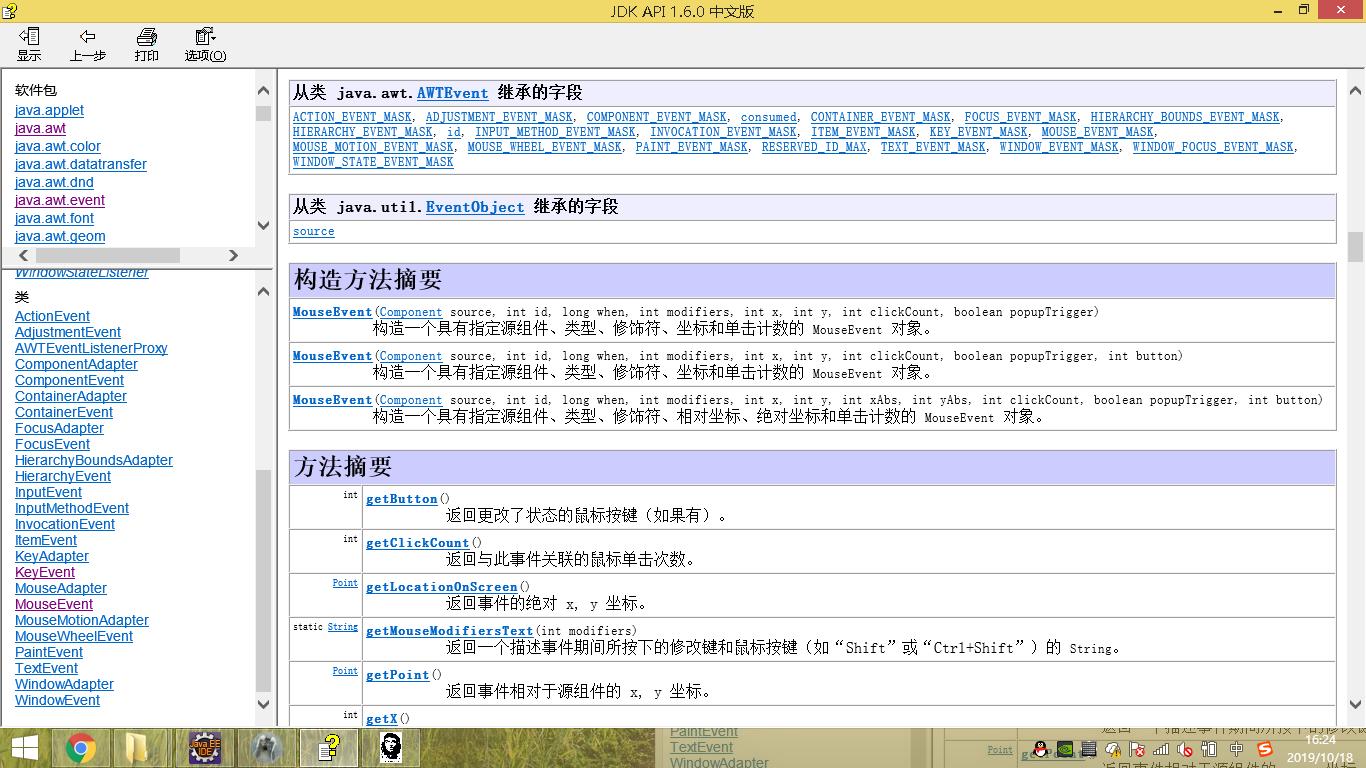 JDK API 1.6.0 中文版
显示 上一步 打印 选项(O)
软件包
java.applet
java.awt
java.awt.color
java.awt.datatransfer
java.awt.dnd
java.awt.event
java.awt.font
java.awt.geom
WindowStateListener
类
ActionEvent
AdjustmentEvent
AWTEventListenerProxy
ComponentAdapter
ComponentEvent
ContainerAdapter
ContainerEvent
FocusAdapter
FocusEvent
HierarchyBoundsAdapter
HierarchyEvent
InputEvent
InputMethodEvent
InvocationEvent
ItemEvent
KeyAdapter
KeyEvent
MouseAdapter
MouseEvent
MouseMotionAdapter
MouseWheelEvent
PaintEvent
TextEvent
WindowAdapter
WindowEvent
从类 java.awt.AWTEvent 继承的字段
ACTION_EVENT_MASK, ADJUSTMENT_EVENT_MASK, COMPONENT_EVENT_MASK, consumed, CONTAINER_EVENT_MASK, FOCUS_EVENT_MASK, HIERARCHY_BOUNDS_EVENT_MASK,
HIERARCHY_EVENT_MASK, id, INPUT_METHOD_EVENT_MASK, INVOCATION_EVENT_MASK, ITEM_EVENT_MASK, KEY_EVENT_MASK, MOUSE_EVENT_MASK,
MOUSE_MOTION_EVENT_MASK, MOUSE_WHEEL_EVENT_MASK, PAINT_EVENT_MASK, RESERVED_ID_MAX, TEXT_EVENT_MASK, WINDOW_EVENT_MASK, WINDOW_FOCUS_EVENT_MASK,
WINDOW_STATE_EVENT_MASK
从类 java.util.EventObject 继承的字段
source
构造方法摘要
MouseEvent(Component source, int id, long when, int modifiers, int x, int y, int clickCount, boolean popupTrigger)
构造一个具有指定源组件、类型、修饰符、坐标和单击计数的 MouseEvent 对象。
MouseEvent(Component source, int id, long when, int modifiers, int x, int y, int clickCount, boolean popupTrigger, int button)
构造一个具有指定源组件、类型、修饰符、坐标和单击计数的 MouseEvent 对象。
MouseEvent(Component source, int id, long when, int modifiers, int x, int y, int xAbs, int yAbs, int clickCount, boolean popupTrigger, int button)
构造一个具有指定源组件、类型、修饰符、相对坐标、绝对坐标和单击计数的 MouseEvent 对象。
方法摘要
int getButton()
返回更改了状态的鼠标按键（如果有）。
int getClickCount()
返回与此事件关联的鼠标单击次数。
Point getLocationOnScreen()
返回事件的绝对 x, y 坐标。
static String getMouseModifiersText(int modifiers)
返回一个描述事件期间所按下的修改键和鼠标按键（如“Shift”或“Ctrl+Shift”）的 String。
Point getPoint()
返回事件相对于源组件的 x, y 坐标。
int getX()
Java EE
IDE
PaintEvent
TextEvent
WindowAdapter
Point
中
16:24
2019/10/18